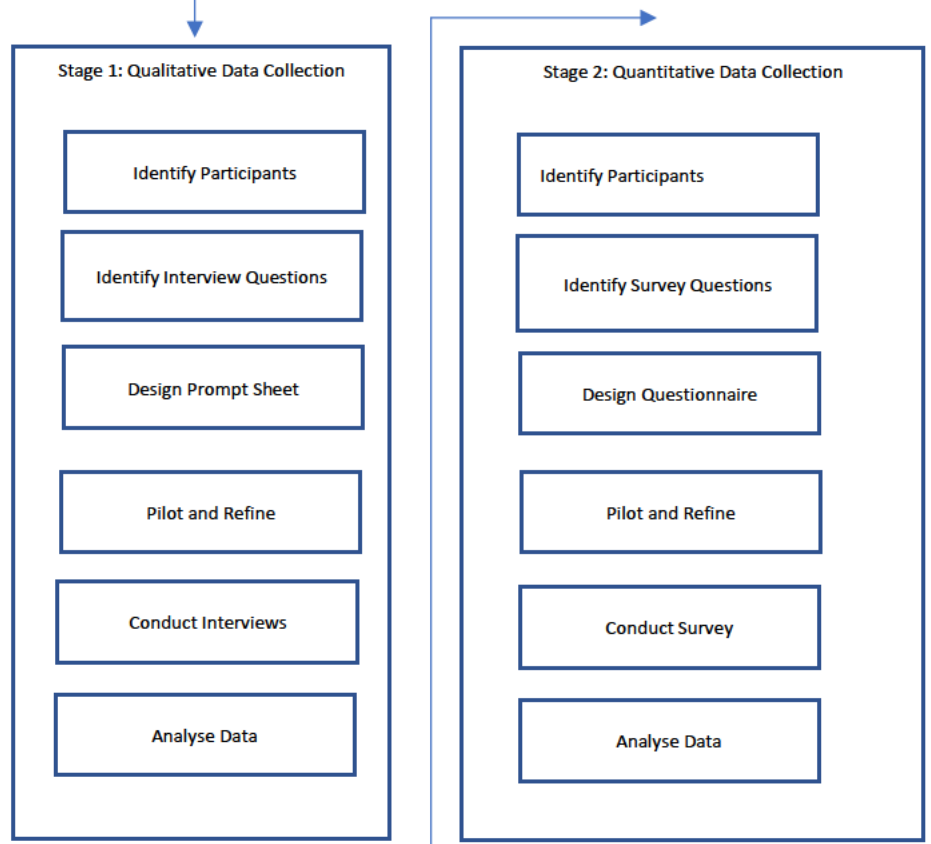 Stage 1: Qualitative Data Collection
Identify Participants
Identify Interview Questions
Design Prompt Sheet
Pilot and Refine
Conduct Interviews
Analyse Data
Stage 2: Quantitative Data Collection
Identify Participants
Identify Survey Questions
Design Questionnaire
Pilot and Refine
Conduct Survey
Analyse Data